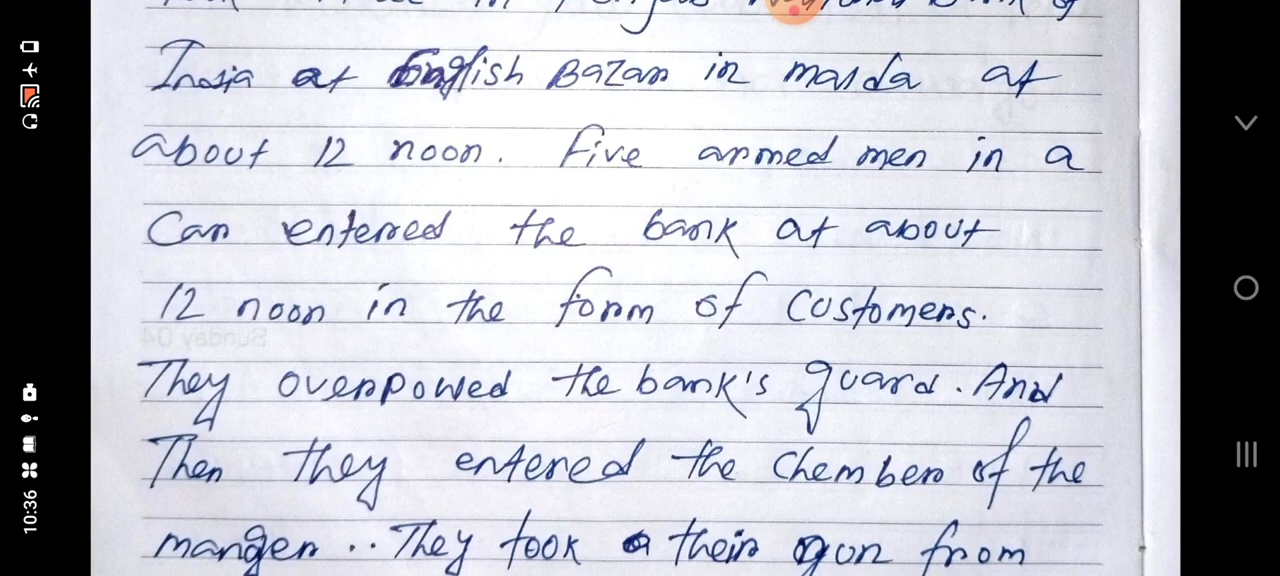 India at English Bazar in malda at
about 12 noon. Five armed men in a
Car entered the bank at about
12 noon in the form of Customers.
They overpowed the bank's guard. And
Then they entered the Chember of the
manger.. They took their gun from
10:36